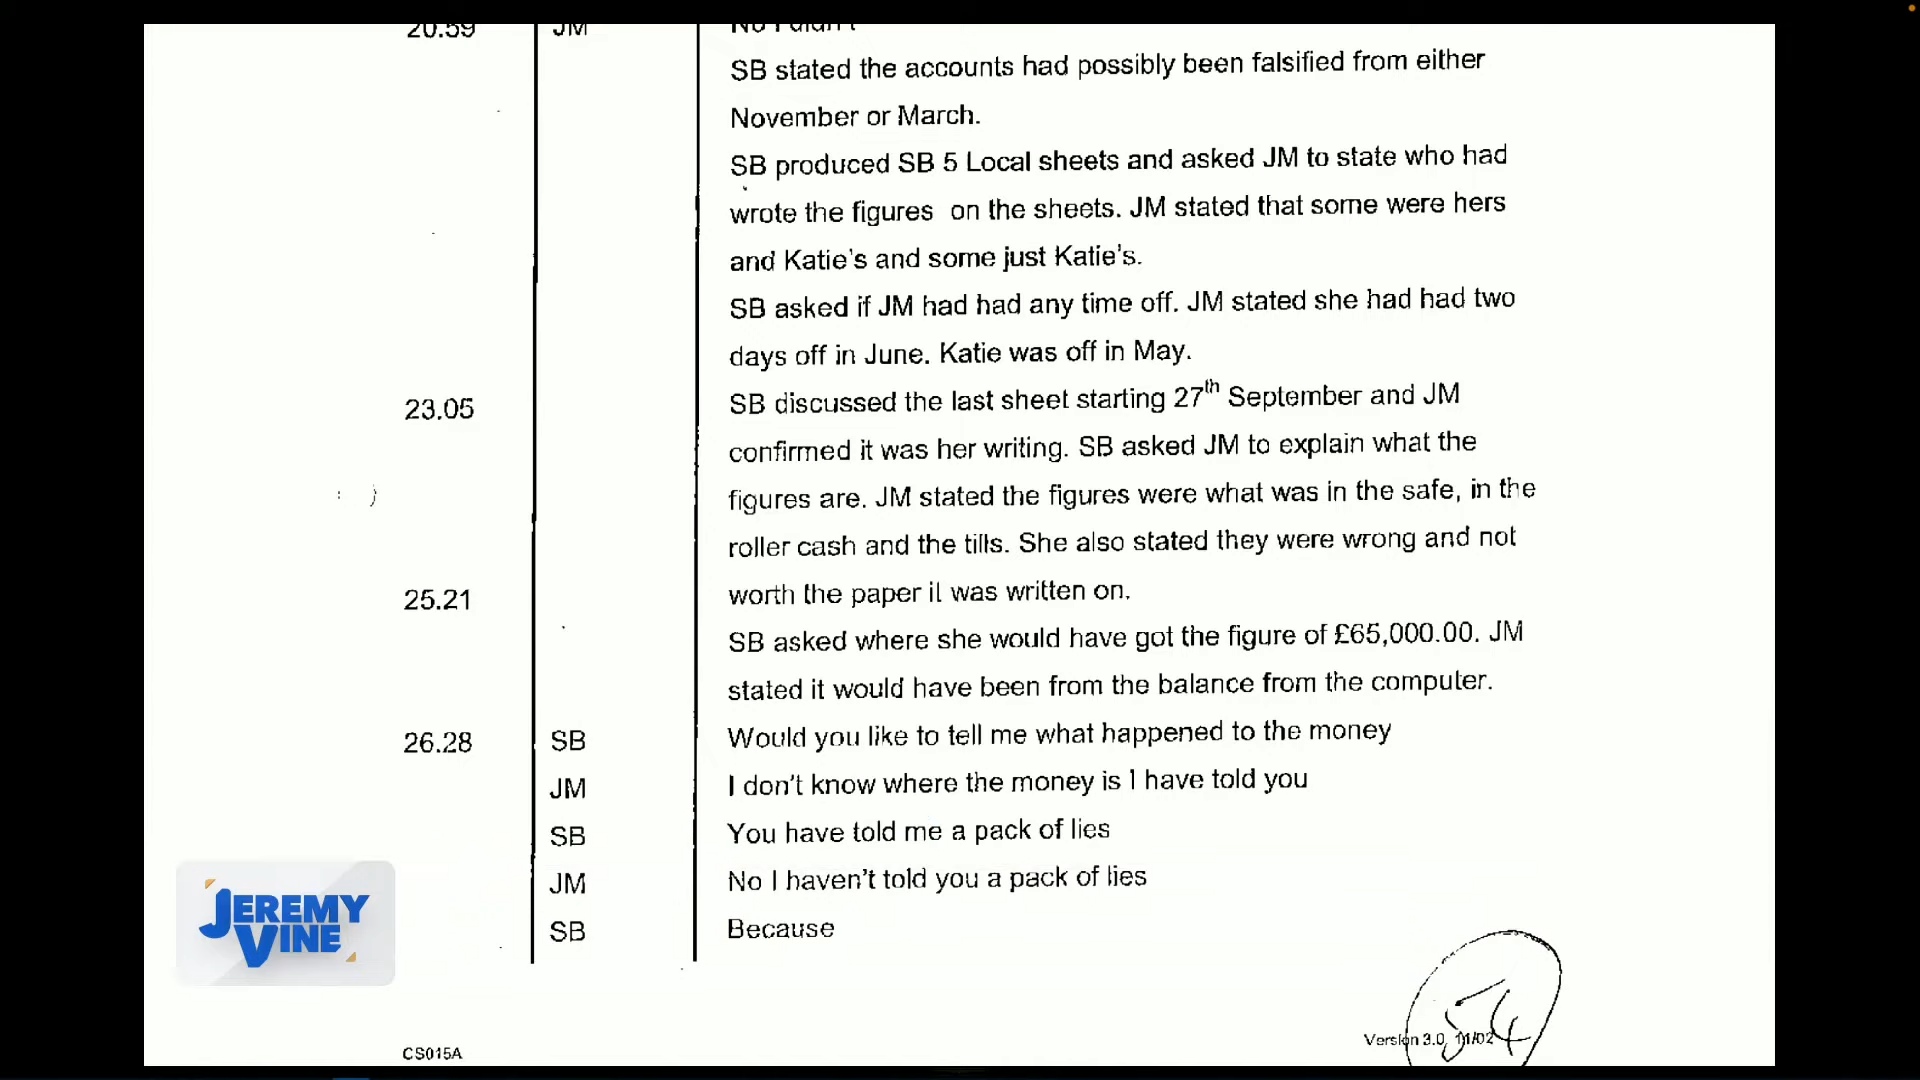 20.59 JM No I didn't
SB stated the accounts had possibly been falsified from either
November or March.
SB produced SB 5 Local sheets and asked JM to state who had
wrote the figures on the sheets. JM stated that some were hers
and Katie's and some just Katie's.
SB asked if JM had had any time off. JM stated she had had two
days off in June. Katie was off in May.
23.05 SB discussed the last sheet starting 27th September and JM
confirmed it was her writing. SB asked JM to explain what the
figures are. JM stated the figures were what was in the safe, in the
roller cash and the tills. She also stated they were wrong and not
25.21 worth the paper it was written on.
SB asked where she would have got the figure of £65,000.00. JM
stated it would have been from the balance from the computer.
26.28 SB Would you like to tell me what happened to the money
JM I don't know where the money is I have told you
SB You have told me a pack of lies
JM No I haven't told you a pack of lies
SB Because
JEREMY
VINE
54
CS015A Version 3.0 11/02